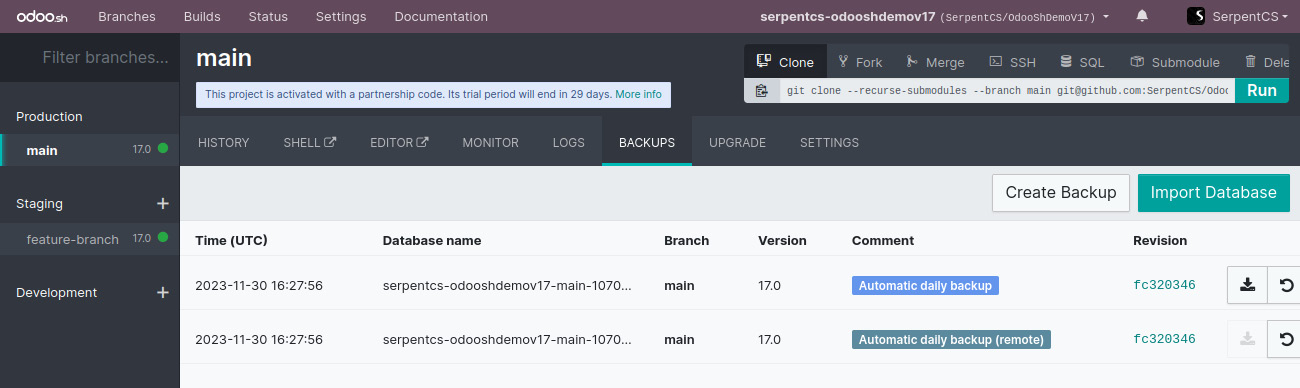 odoo.sh Branches Builds Status Settings Documentation serpentcs-odooshdemov17 (SerpentCS/OdooShDemoV17) SerpentCS
Filter branches...
main
Clone Fork Merge SSH SQL Submodule Dele
This project is activated with a partnership code. Its trial period will end in 29 days. More info
git clone --recurse-submodules --branch main git@github.com:SerpentCS/Odoo Run
Production
main 17.0
HISTORY SHELL EDITOR MONITOR LOGS BACKUPS UPGRADE SETTINGS
Staging +
feature-branch 17.0
Development +
Create Backup Import Database
Time (UTC) Database name Branch Version Comment Revision
2023-11-30 16:27:56 serpentcs-odooshdemov17-main-1070... main 17.0 Automatic daily backup fc320346
2023-11-30 16:27:56 serpentcs-odooshdemov17-main-1070... main 17.0 Automatic daily backup (remote) fc320346